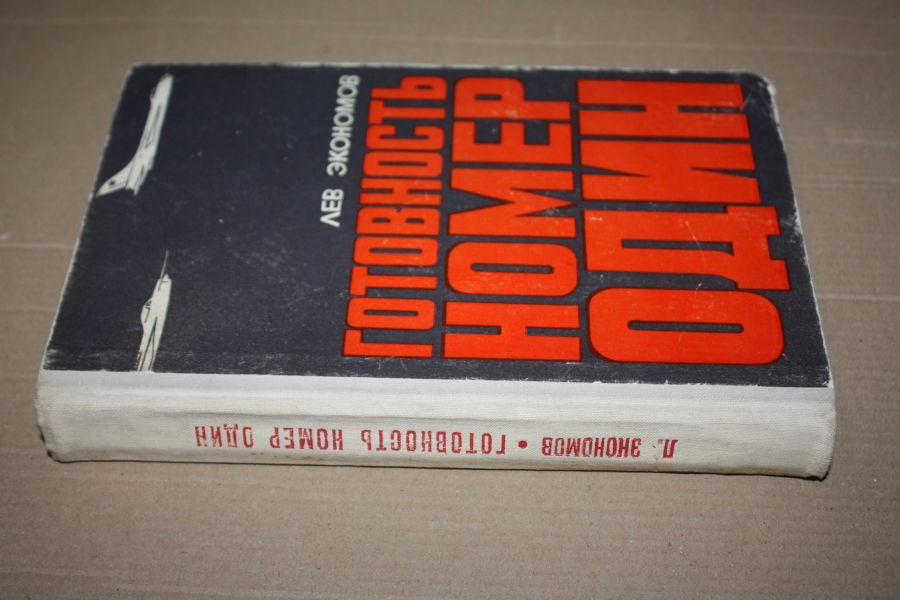 ЛЕВ ЭКОНОМОВ
ГОТОВНОСТЬ
НОМЕР
ОДИН
Л. ЭКОНОМОВ • ГОТОВНОСТЬ НОМЕР ОДИН